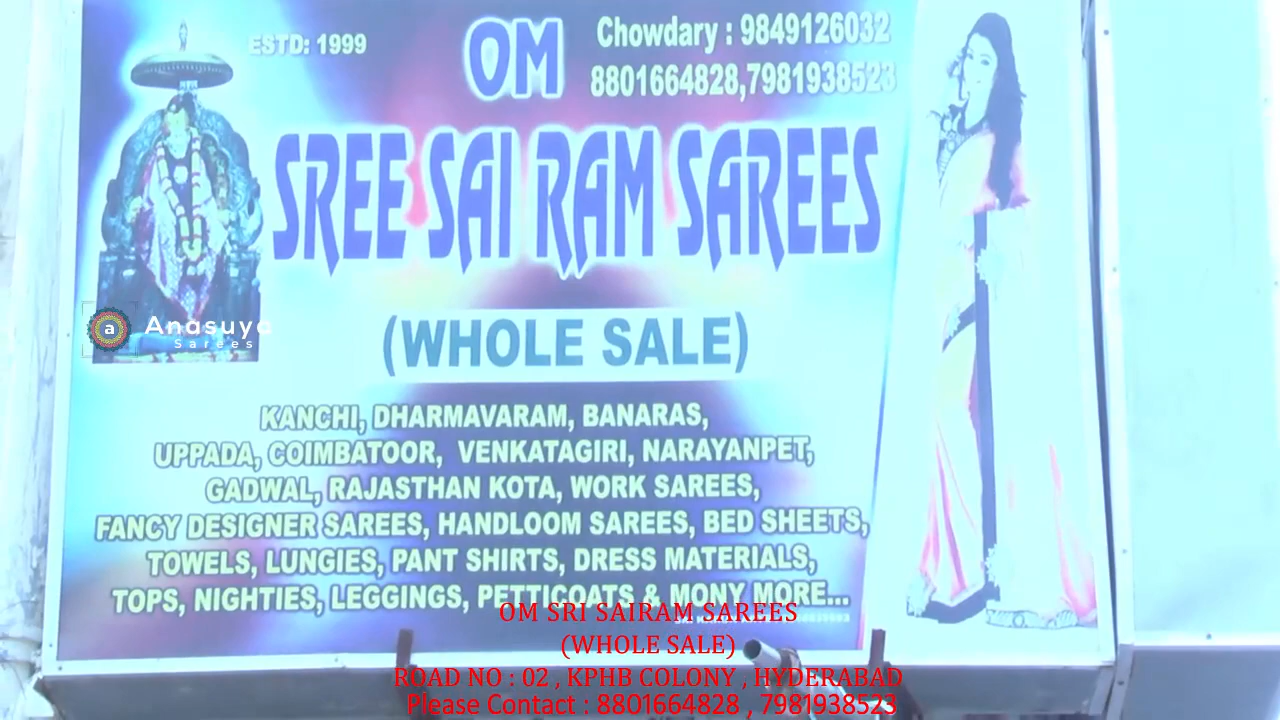 ESTD: 1999
OM
Chowdary : 9849126032
8801664828,7981938523
SREE SAI RAM SAREES
a Anasuya
Sarees
(WHOLE SALE)
KANCHI, DHARMAVARAM, BANARAS,
UPPADA, COIMBATOOR, VENKATAGIRI, NARAYANPET,
GADWAL, RAJASTHAN KOTA, WORK SAREES,
FANCY DESIGNER SAREES, HANDLOOM SAREES, BED SHEETS,
TOWELS, LUNGIES, PANT SHIRTS, DRESS MATERIALS,
TOPS, NIGHTIES, LEGGINGS, PETTICOATS & MONY MORE...
OM SRI SAIRAM SAREES
(WHOLE SALE)
ROAD NO : 02 , KPHB COLONY , HYDERABAD
Please Contact : 8801664828 , 7981938523